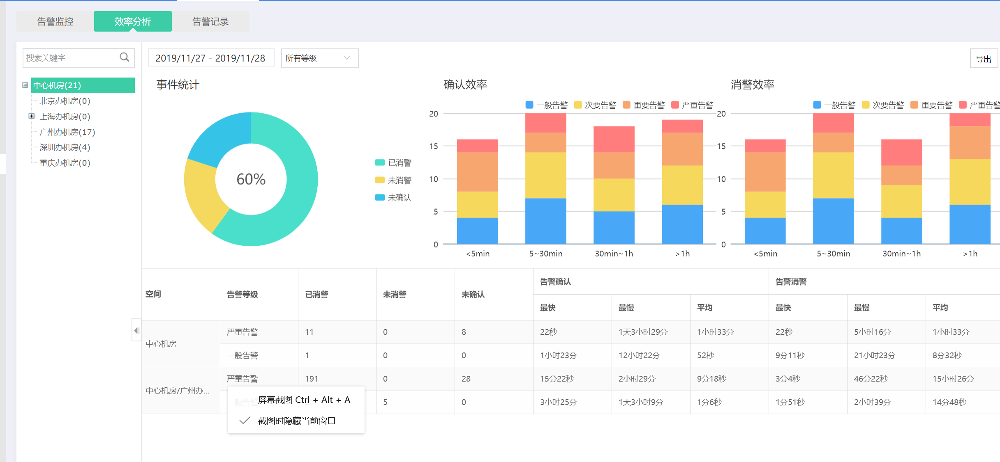 告警监控 效率分析 告警记录
搜索关键字
中心机房(21)
北京办机房(0)
上海办机房(0)
广州办机房(17)
深圳办机房(4)
重庆办机房(0)
2019/11/27 - 2019/11/28 所有等级 导出
事件统计
60%
已消警
未消警
未确认
确认效率
一般告警 次要告警 重要告警 严重告警
20
15
10
5
0
<5min 5~30min 30min~1h >1h
消警效率
一般告警 次要告警 重要告警 严重告警
20
15
10
5
0
<5min 5~30min 30min~1h >1h
空间 告警等级 已消警 未消警 未确认 告警确认 告警消警
最快 最慢 平均 最快 最慢 平均
中心机房
严重告警 11 0 8 22秒 1天3小时29分 1小时33分 22秒 5小时16分 1小时33分
一般告警 1 0 0 1小时23分 12小时22分 52秒 9分11秒 21小时23分 8分32秒
中心机房/广州办...
严重告警 191 0 28 15分22秒 2小时29分 9分18秒 3分4秒 46分22秒 15小时26分
一般告警 5 0 3小时25分 1天3小时9分 1分6秒 1分51秒 2小时39分 14分48秒
屏幕截图 Ctrl + Alt + A
截图时隐藏当前窗口